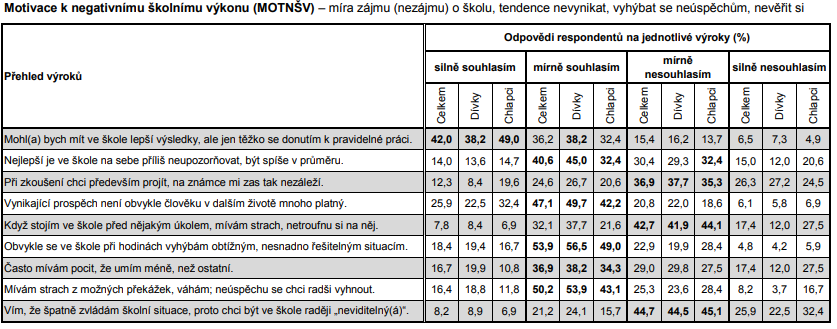 Motivace k negativnímu školnímu výkonu (MOTNŠV) – míra zájmu (nezájmu) o školu, tendence nevynikat, vyhýbat se neúspěchům, nevěřit si
Přehled výroků
Odpovědí respondentů na jednotlivé výroky (%)
silně souhlasím mírně souhlasím mírně nesouhlasím silně nesouhlasím
Celkem Dívky Chlapci Celkem Dívky Chlapci Celkem Dívky Chlapci Celkem Dívky Chlapci
Mohl(a) bych mít ve škole lepší výsledky, ale jen těžko se donutím k pravidelné práci. 42,0 38,2 49,0 36,2 38,2 32,4 15,4 16,2 13,7 6,5 7,3 4,9
Nejlepší je ve škole na sebe příliš neupozorňovat, být spíše v průměru. 14,0 13,6 14,7 40,6 45,0 32,4 30,4 29,3 32,4 15,0 12,0 20,6
Při zkoušení chci především projít, na známce mi zas tak nezáleží. 12,3 8,4 19,6 24,6 26,7 20,6 36,9 37,7 35,3 26,3 27,2 24,5
Vynikající prospěch není obvykle člověku v dalším životě mnoho platný. 25,9 22,5 32,4 47,1 49,7 42,2 20,8 22,0 18,6 6,1 5,8 6,9
Když stojím ve škole před nějakým úkolem, mívám strach, netroufnu si na něj. 7,8 8,4 6,9 32,1 37,7 21,6 42,7 41,9 44,1 17,4 12,0 27,5
Obvykle se ve škole při hodinách vyhýbám obtížným, nesnadno řešitelným situacím. 18,4 19,4 16,7 53,9 56,5 49,0 22,9 19,9 28,4 4,8 4,2 5,9
Často mívám pocit, že umím méně, než ostatní. 16,7 19,9 10,8 36,9 38,2 34,3 29,0 29,8 27,5 17,4 12,0 27,5
Mívám strach z možných překážek, váhám; neúspěchu se chci radši vyhnout. 16,4 18,8 11,8 50,2 53,9 43,1 25,3 23,6 28,4 8,2 3,7 16,7
Vím, že špatně zvládám školní situace, proto chci být ve škole raději „neviditelný(á)“. 8,2 8,9 6,9 21,2 24,1 15,7 44,7 44,5 45,1 25,9 22,5 32,4